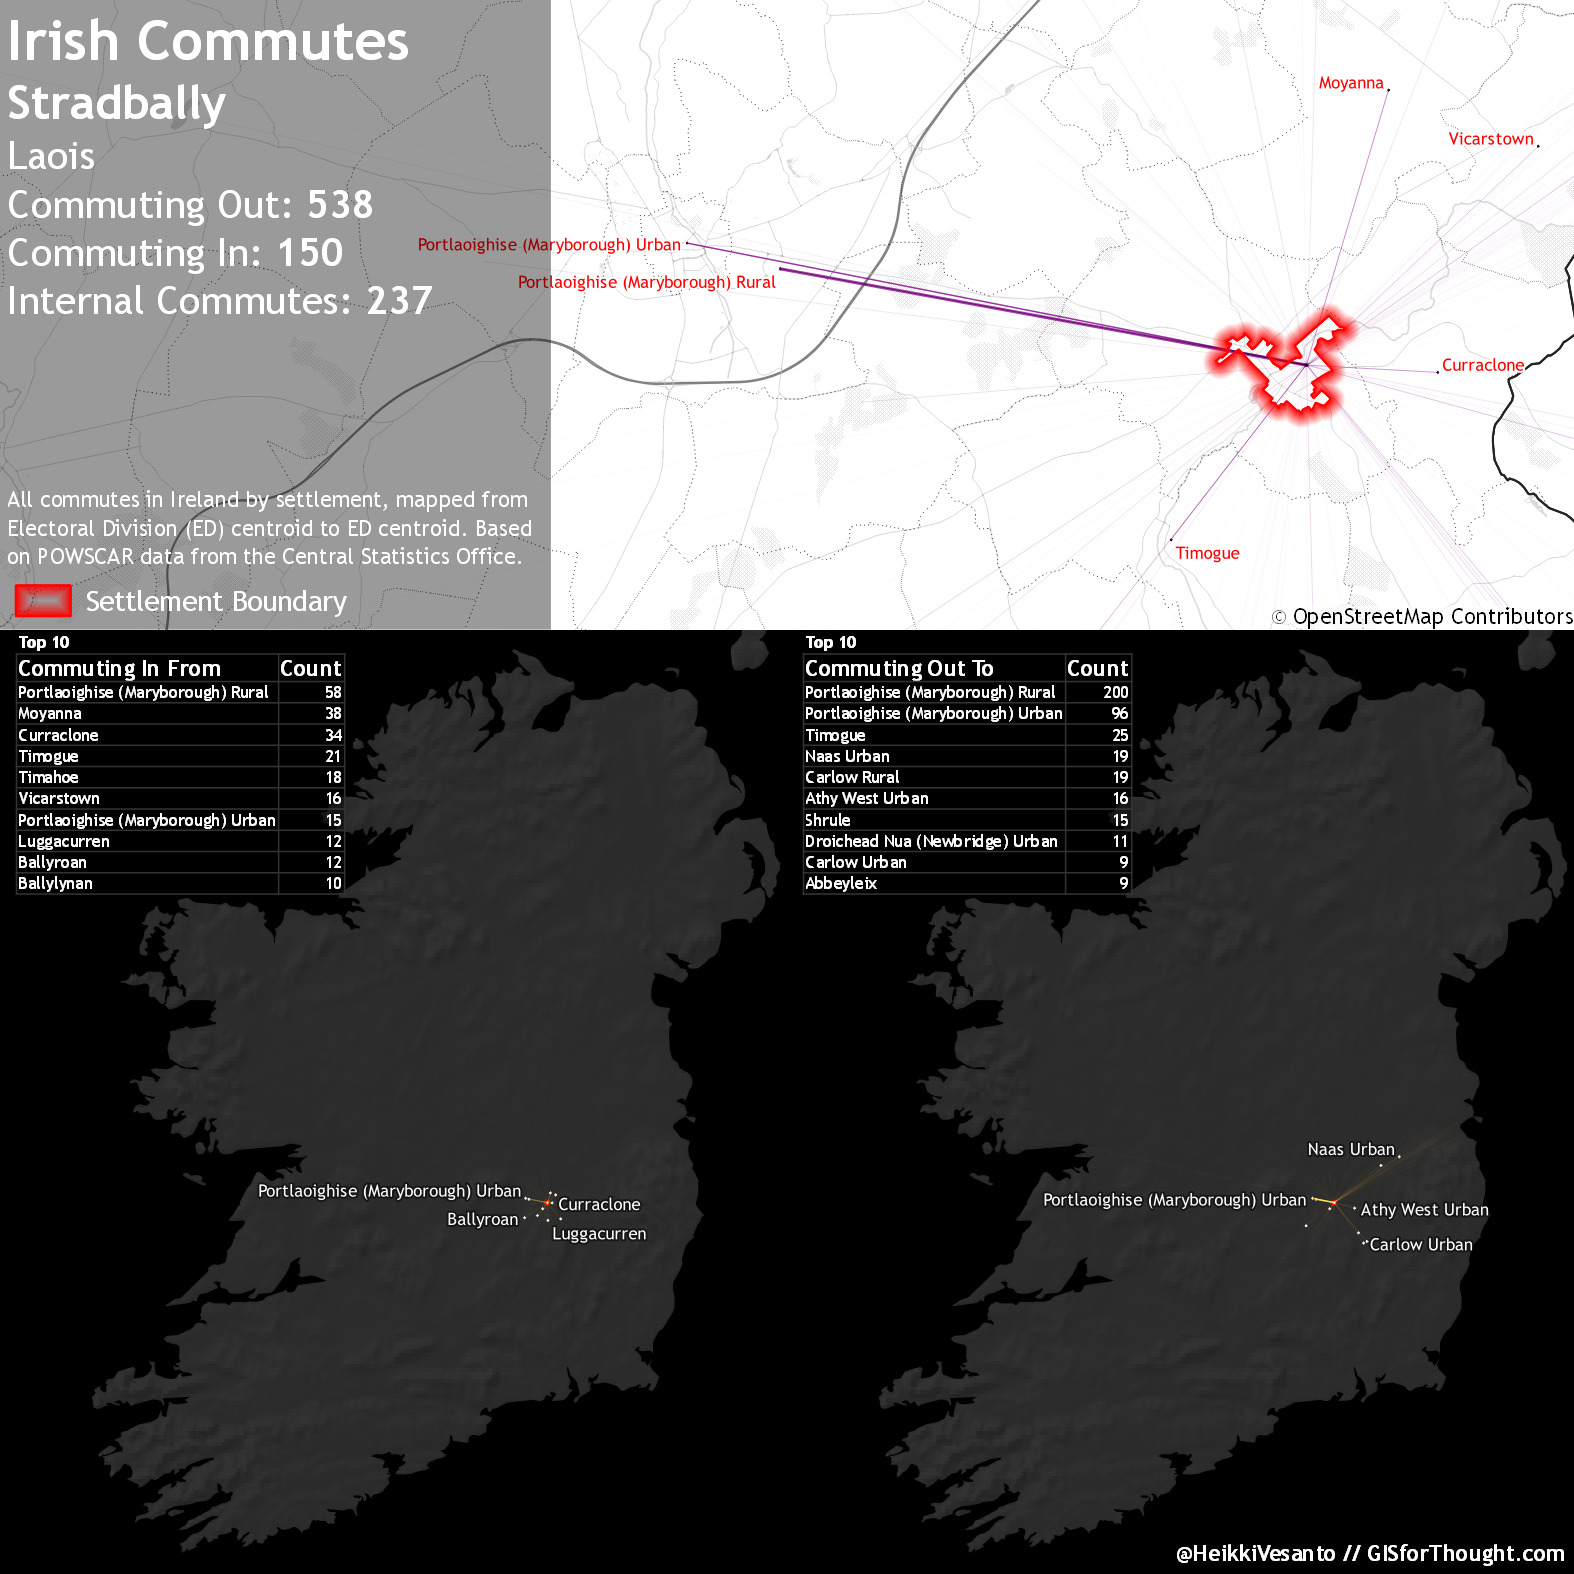 Irish Commutes
Stradbally
Laois
Commuting Out: 538
Commuting In: 150
Internal Commutes: 237
All commutes in Ireland by settlement, mapped from
Electoral Division (ED) centroid to ED centroid. Based
on POWSCAR data from the Central Statistics Office.
Settlement Boundary
Moyanna
Vicarstown
Portlaoighise (Maryborough) Urban
Portlaoighise (Maryborough) Rural
Curraclone
Timogue
© OpenStreetMap Contributors
Top 10
Commuting In From Count
Portlaoighise (Maryborough) Rural 58
Moyanna 38
Curraclone 34
Timogue 21
Timahoe 18
Vicarstown 16
Portlaoighise (Maryborough) Urban 15
Luggacurren 12
Ballyroan 12
Ballylynan 10
Portlaoighise (Maryborough) Urban
Curraclone
Ballyroan
Luggacurren
Top 10
Commuting Out To Count
Portlaoighise (Maryborough) Rural 200
Portlaoighise (Maryborough) Urban 96
Timogue 25
Naas Urban 19
Carlow Rural 19
Athy West Urban 16
Shrule 15
Droichead Nua (Newbridge) Urban 11
Carlow Urban 9
Abbeyleix 9
Naas Urban
Portlaoighise (Maryborough) Urban
Athy West Urban
Carlow Urban
@HeikkiVesanto // GISforThought.com